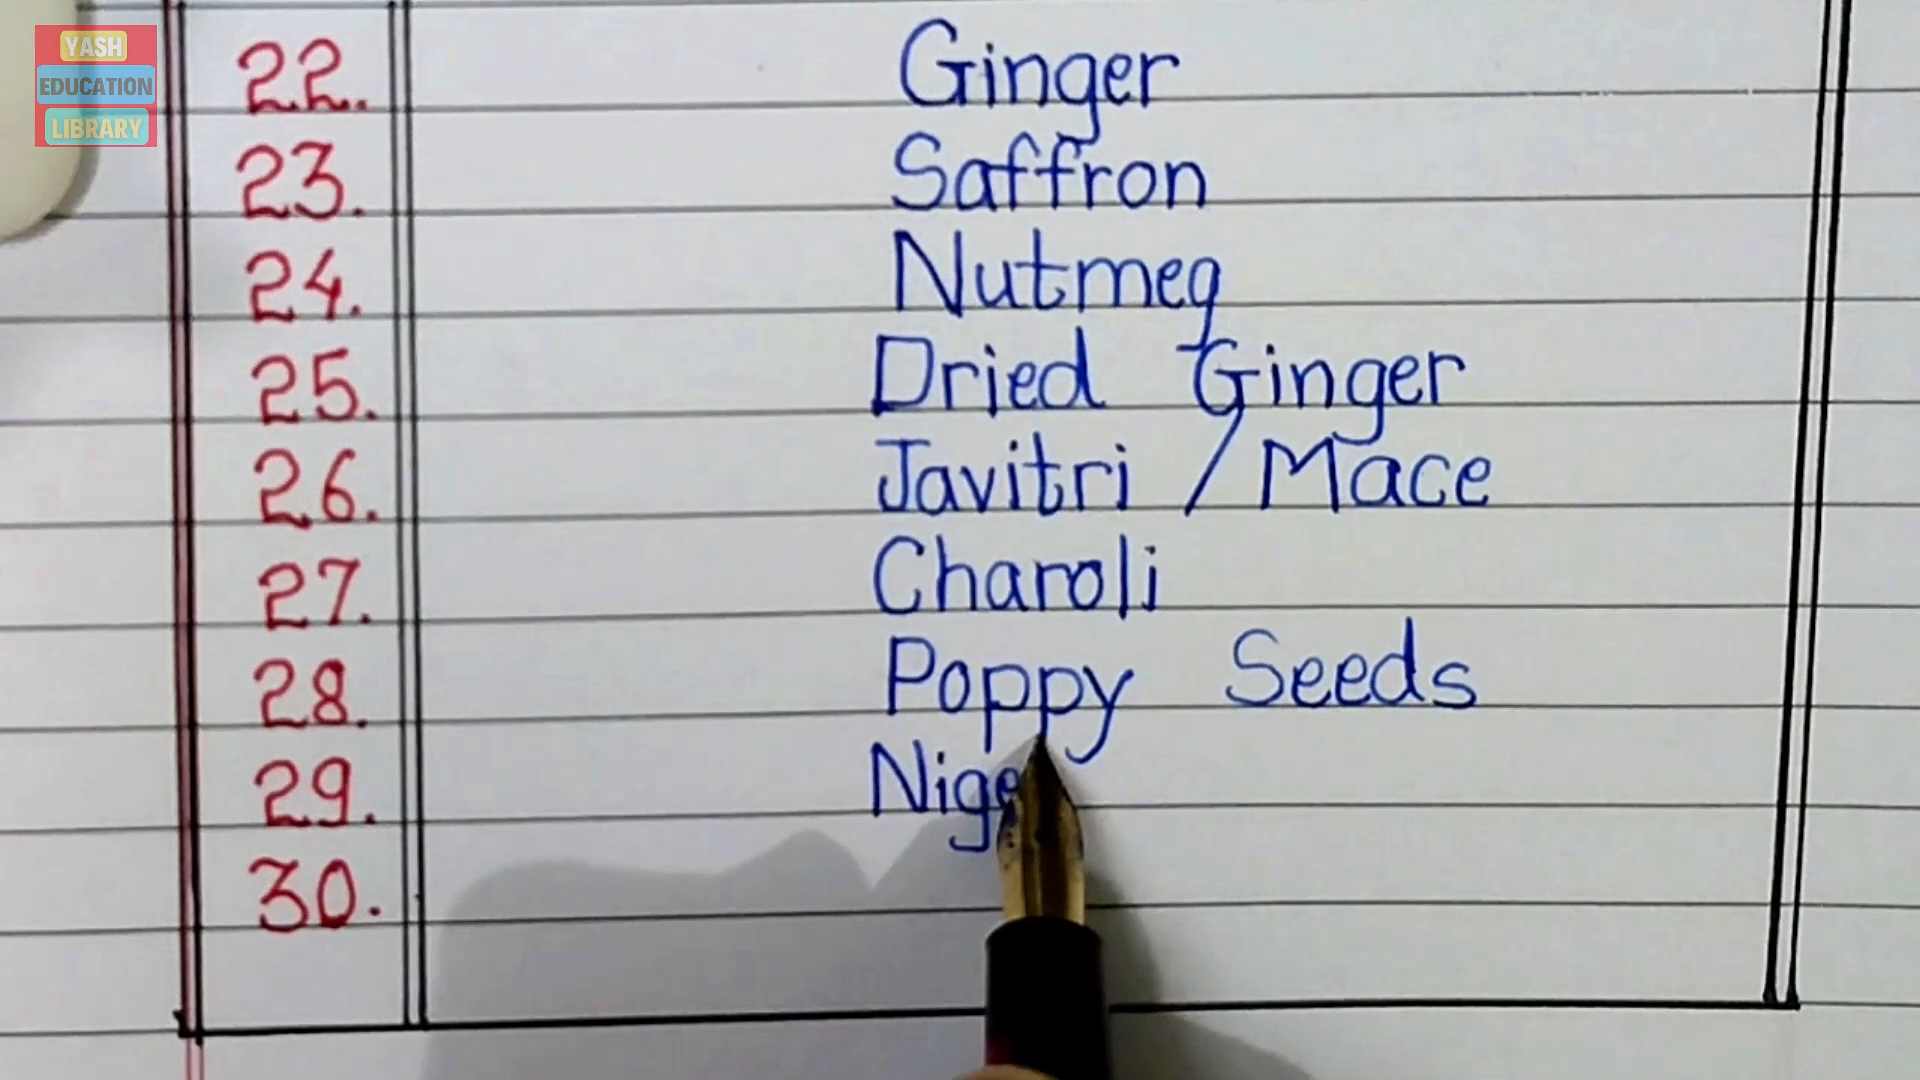 YASH
EDUCATION
LIBRARY
22. Ginger
23. Saffron
24. Nutmeg
25. Dried Ginger
26. Javitri / Mace
27. Charoli
28. Poppy Seeds
29. Nige
30.